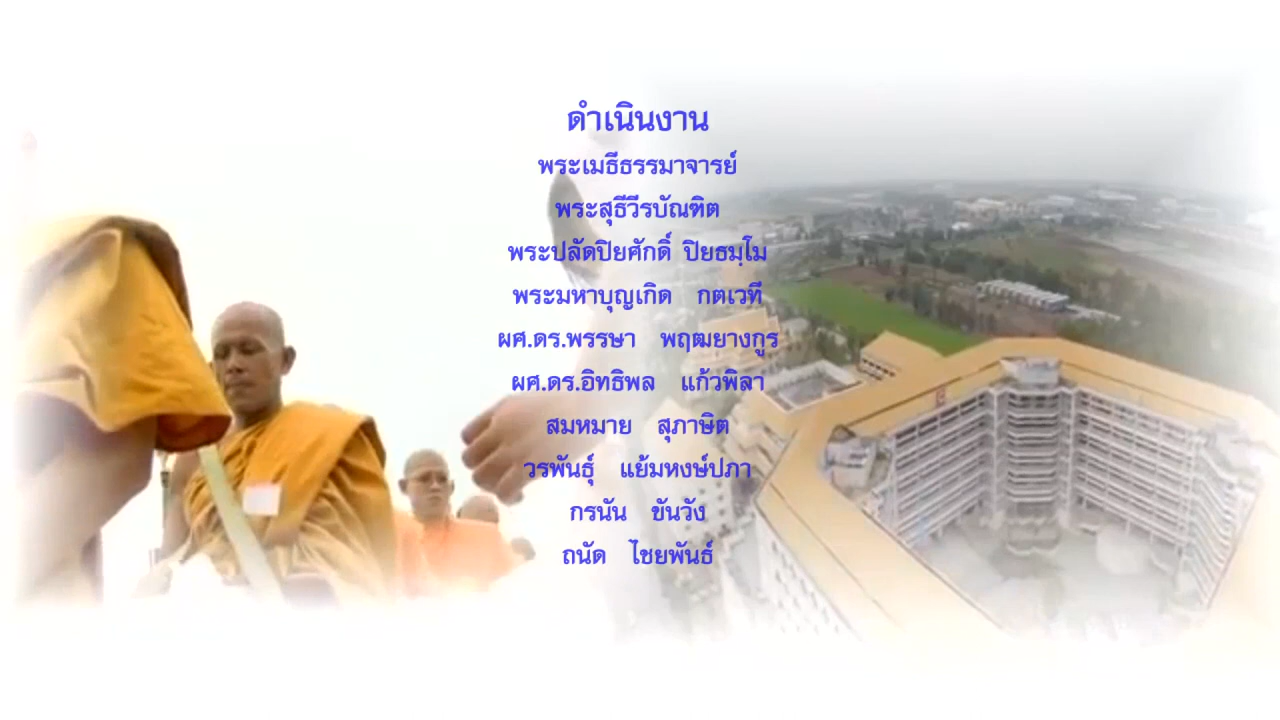 ดำเนินงาน
พระเมธีธรรมาจารย์
พระสุธีวีรบัณฑิต
พระปลัดปิยศักดิ์ ปิยธมฺโม
พระมหาบุญเกิด กตเวที
ผศ.ดร.พรรษา พฤฒยางกูร
ผศ.ดร.อิทธิพล แก้วพิลา
สมหมาย สุภาษิต
วรพันธุ์ แย้มหงษ์ปภา
กรนัน ขันวัง
ถนัด ไชยพันธ์